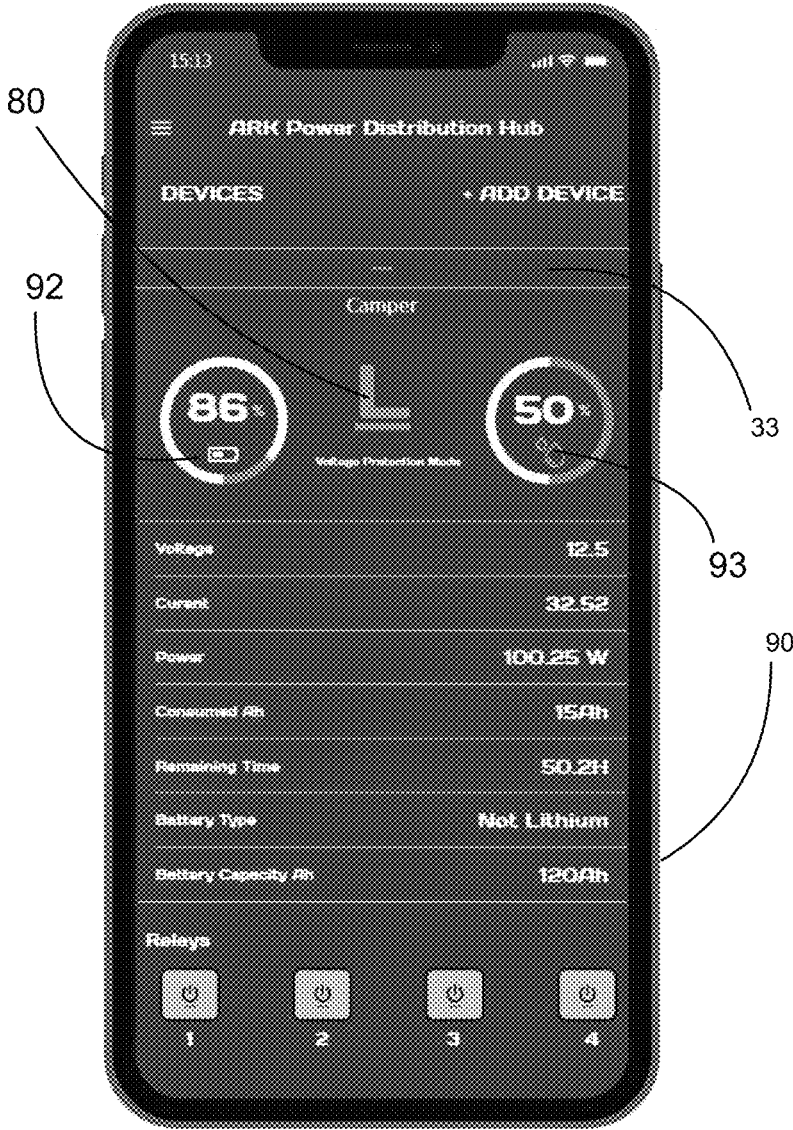 15:13
80
ARK Power Distribution Hub
DEVICES + ADD DEVICE
92
Camper
86%
L
50%
33
Voltage Protection Mode
Voltage 12.5
93
Curent 32.52
90
Power 100.25 W
Consumed Ah 15Ah
Remaining Time 50.2H
Battery Type Not Lithium
Battery Capacity Ah 120Ah
Relays
1 2 3 4